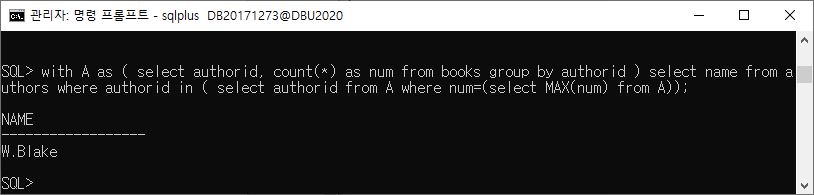 관리자: 명령 프롬프트 - sqlplus  DB20171273@DBU2020
SQL> with A as ( select authorid, count(*) as num from books group by authorid ) select name from a
uthors where authorid in ( select authorid from A where num=(select MAX(num) from A));
NAME
------------------
W.Blake
SQL>